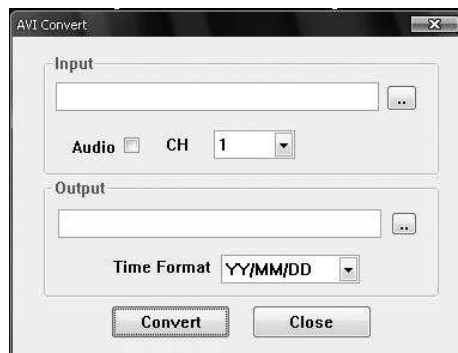 AVI Convert
Input
..
Audio CH 1
Output
..
Time Format YY/MM/DD
Convert Close